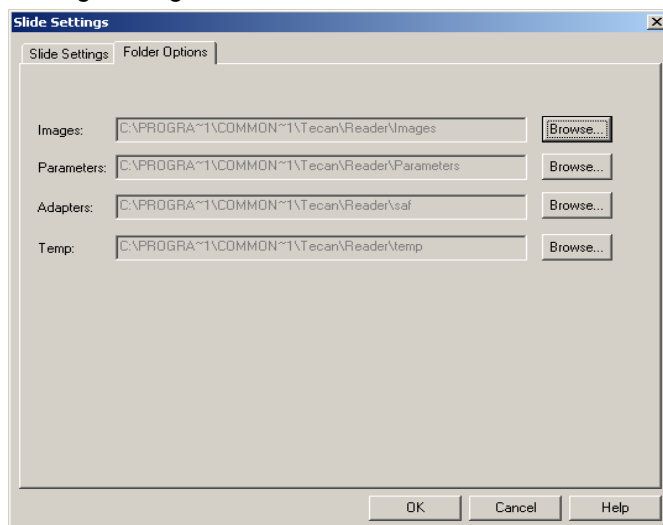 Slide Settings
Slide Settings Folder Options
Images: C:\PROGRA~1\COMMON~1\Tecan\Reader\Images Browse...
Parameters: C:\PROGRA~1\COMMON~1\Tecan\Reader\Parameters Browse...
Adapters: C:\PROGRA~1\COMMON~1\Tecan\Reader\saf Browse...
Temp: C:\PROGRA~1\COMMON~1\Tecan\Reader\temp Browse...
OK Cancel Help